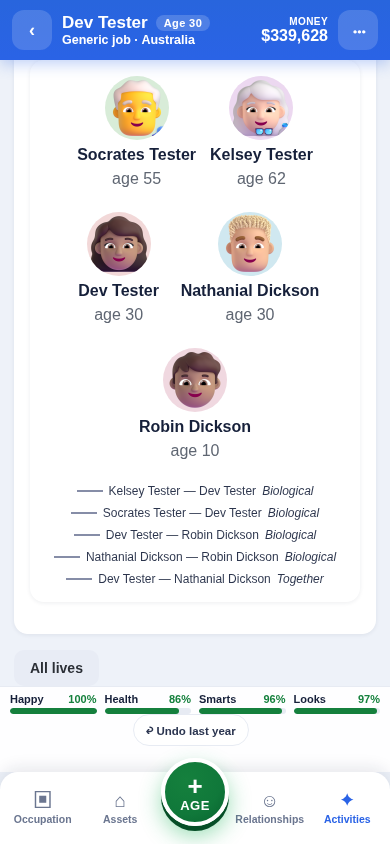 ‹ Dev Tester Age 30 MONEY
Generic job · Australia $339,628 •••
Socrates Tester Kelsey Tester
age 55 age 62
Dev Tester Nathanial Dickson
age 30 age 30
Robin Dickson
age 10
Kelsey Tester — Dev Tester Biological
Socrates Tester — Dev Tester Biological
Dev Tester — Robin Dickson Biological
Nathanial Dickson — Robin Dickson Biological
Dev Tester — Nathanial Dickson Together
All lives
Happy 100% Health 86% Smarts 96% Looks 97%
Undo last year
+
AGE
Occupation Assets Relationships Activities